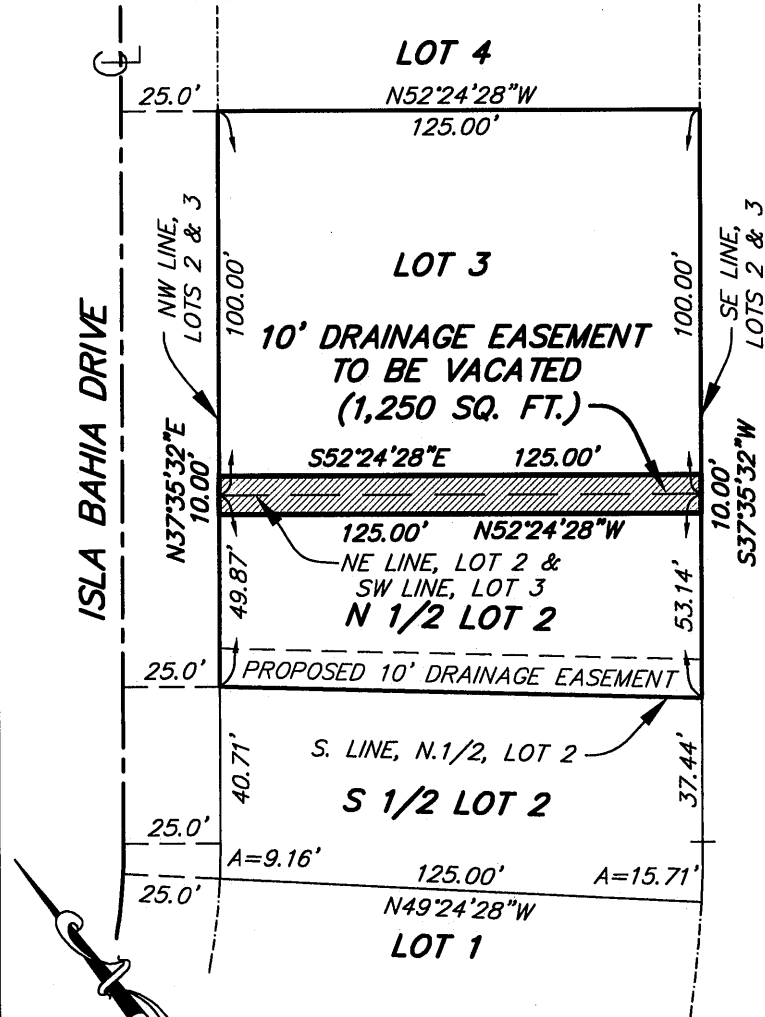 LOT 4
℄
25.0'
N52°24'28"W
125.00'
NW LINE,
LOTS 2 & 3
100.00'
LOT 3
100.00'
SE LINE,
LOTS 2 & 3
ISLA BAHIA DRIVE
10' DRAINAGE EASEMENT
TO BE VACATED
(1,250 SQ. FT.)
S52°24'28"E 125.00'
N37°35'32"E
10.00'
10.00'
S37°35'32"W
125.00' N52°24'28"W
49.87'
NE LINE, LOT 2 &
SW LINE, LOT 3
53.14'
N 1/2 LOT 2
25.0'
PROPOSED 10' DRAINAGE EASEMENT
40.71'
S. LINE, N.1/2, LOT 2
37.44'
S 1/2 LOT 2
25.0'
A=9.16'
125.00'
A=15.71'
25.0'
N49°24'28"W
LOT 1